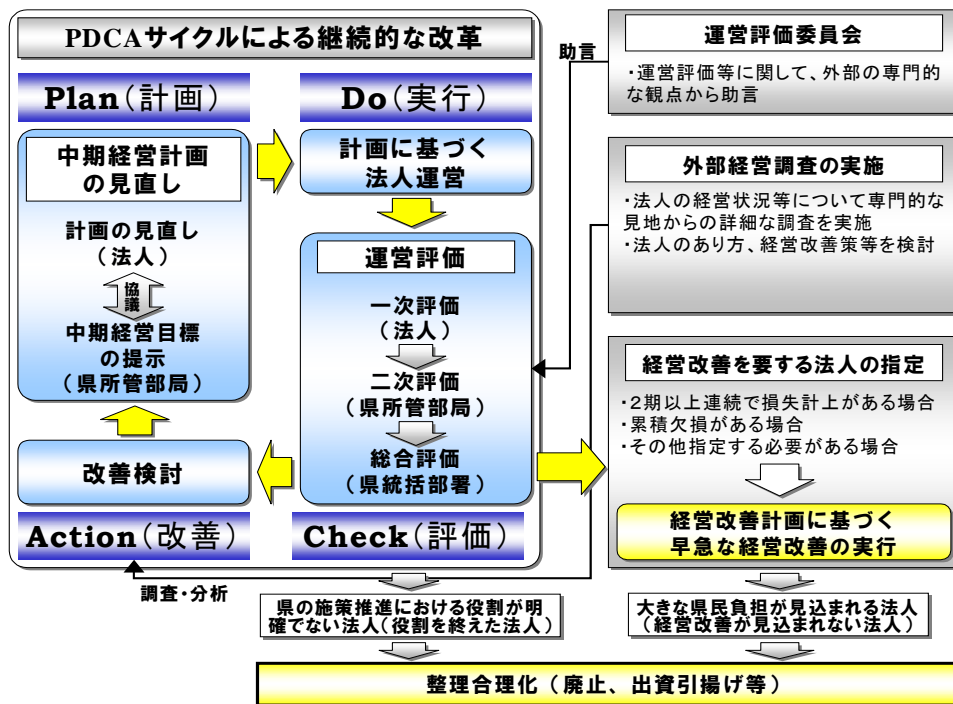 PDCAサイクルによる継続的な改革
Plan(計画)
Do(実行)
中期経営計画
の見直し
計画の見直し
(法人)
協
議
中期経営目標
の提示
(県所管部局)
計画に基づく
法人運営
運営評価
一次評価
(法人)
二次評価
(県所管部局)
総合評価
(県統括部署)
改善検討
Action(改善)
Check(評価)
助言
運営評価委員会
・運営評価等に関して、外部の専門的
な観点から助言
外部経営調査の実施
・法人の経営状況等について専門的な
見地からの詳細な調査を実施
・法人のあり方、経営改善策等を検討
経営改善を要する法人の指定
・2期以上連続で損失計上がある場合
・累積欠損がある場合
・その他指定する必要がある場合
経営改善計画に基づく
早急な経営改善の実行
調査・分析
県の施策推進における役割が明
確でない法人(役割を終えた法人)
大きな県民負担が見込まれる法人
(経営改善が見込まれない法人)
整理合理化(廃止、出資引揚げ等)